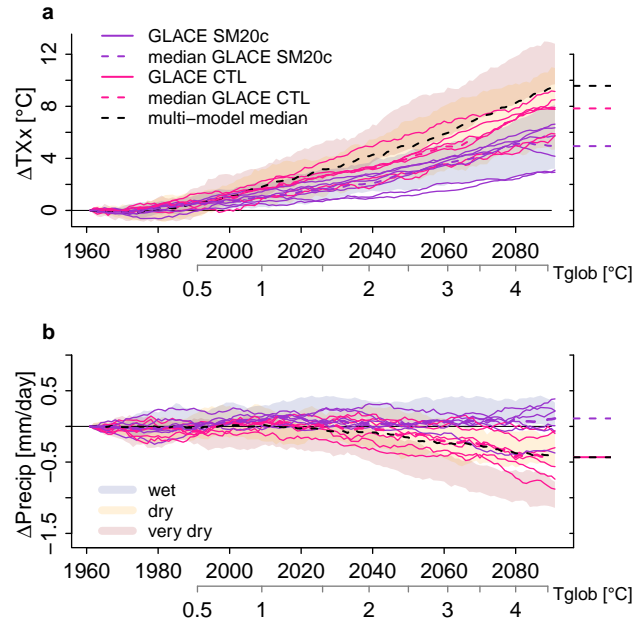 a
GLACE SM20c
median GLACE SM20c
GLACE CTL
median GLACE CTL
multi−model median
ΔTXx [°C]
12
8
4
0
1960 1980 2000 2020 2040 2060 2080
Tglob [°C]
0.5 1 2 3 4
b
ΔPrecip [mm/day]
0.5
−0.5
−1.5
wet
dry
very dry
1960 1980 2000 2020 2040 2060 2080
Tglob [°C]
0.5 1 2 3 4